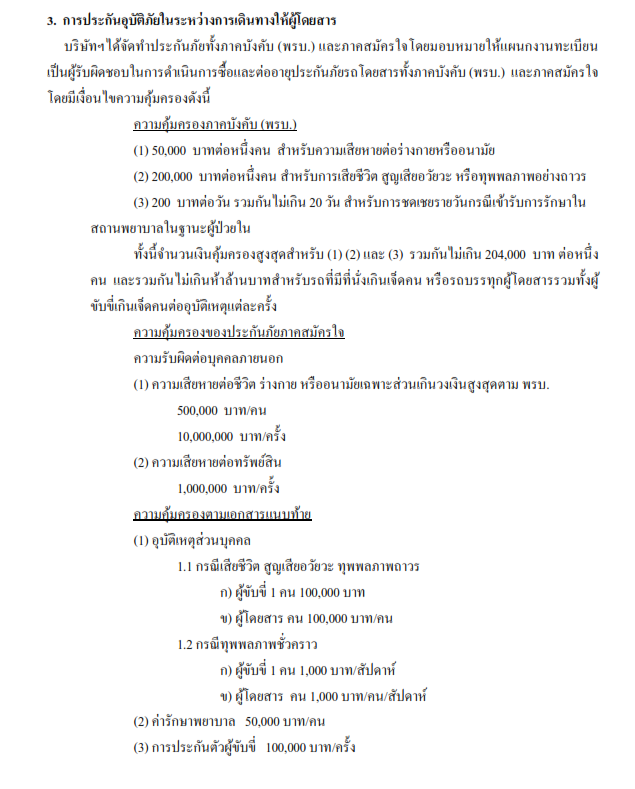 3. การประกันอุบัติภัยในระหว่างการเดินทางให้ผู้โดยสาร
บริษัทฯได้จัดทำประกันภัยทั้งภาคบังคับ (พรบ.) และภาคสมัครใจโดยมอบหมายให้แผนกงานทะเบียน
เป็นผู้รับผิดชอบในการดำเนินการซื้อและต่ออายุประกันภัยรถโดยสารทั้งภาคบังคับ (พรบ.) และภาคสมัครใจ
โดยมีเงื่อนไขความคุ้มครองดังนี้
ความคุ้มครองภาคบังคับ (พรบ.)
(1) 50,000 บาทต่อหนึ่งคน สำหรับความเสียหายต่อร่างกายหรืออนามัย
(2) 200,000 บาทต่อหนึ่งคน สำหรับการเสียชีวิต สูญเสียอวัยวะ หรือทุพพลภาพอย่างถาวร
(3) 200 บาทต่อวัน รวมกันไม่เกิน 20 วัน สำหรับการชดเชยรายวันกรณีเข้ารับการรักษาใน
สถานพยาบาลในฐานะผู้ป่วยใน
ทั้งนี้จำนวนเงินคุ้มครองสูงสุดสำหรับ (1) (2) และ (3) รวมกันไม่เกิน 204,000 บาท ต่อหนึ่ง
คน และรวมกันไม่เกินห้าล้านบาทสำหรับรถที่มีที่นั่งเกินเจ็ดคน หรือรถบรรทุกผู้โดยสารรวมทั้งผู้
ขับขี่เกินเจ็ดคนต่ออุบัติเหตุแต่ละครั้ง
ความคุ้มครองของประกันภัยภาคสมัครใจ
ความรับผิดต่อบุคคลภายนอก
(1) ความเสียหายต่อชีวิต ร่างกาย หรืออนามัยเฉพาะส่วนเกินวงเงินสูงสุดตาม พรบ.
500,000 บาท/คน
10,000,000 บาท/ครั้ง
(2) ความเสียหายต่อทรัพย์สิน
1,000,000 บาท/ครั้ง
ความคุ้มครองตามเอกสารแนบท้าย
(1) อุบัติเหตุส่วนบุคคล
1.1 กรณีเสียชีวิต สูญเสียอวัยวะ ทุพพลภาพถาวร
ก) ผู้ขับขี่ 1 คน 100,000 บาท
ข) ผู้โดยสาร คน 100,000 บาท/คน
1.2 กรณีทุพพลภาพชั่วคราว
ก) ผู้ขับขี่ 1 คน 1,000 บาท/สัปดาห์
ข) ผู้โดยสาร คน 1,000 บาท/คน/สัปดาห์
(2) ค่ารักษาพยาบาล 50,000 บาท/คน
(3) การประกันตัวผู้ขับขี่ 100,000 บาท/ครั้ง